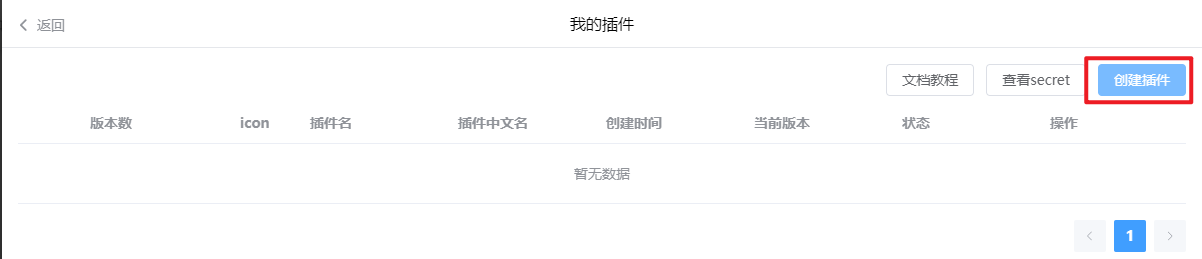 返回 我的插件
文档教程 查看secret 创建插件
版本数 icon 插件名 插件中文名 创建时间 当前版本 状态 操作
暂无数据
1